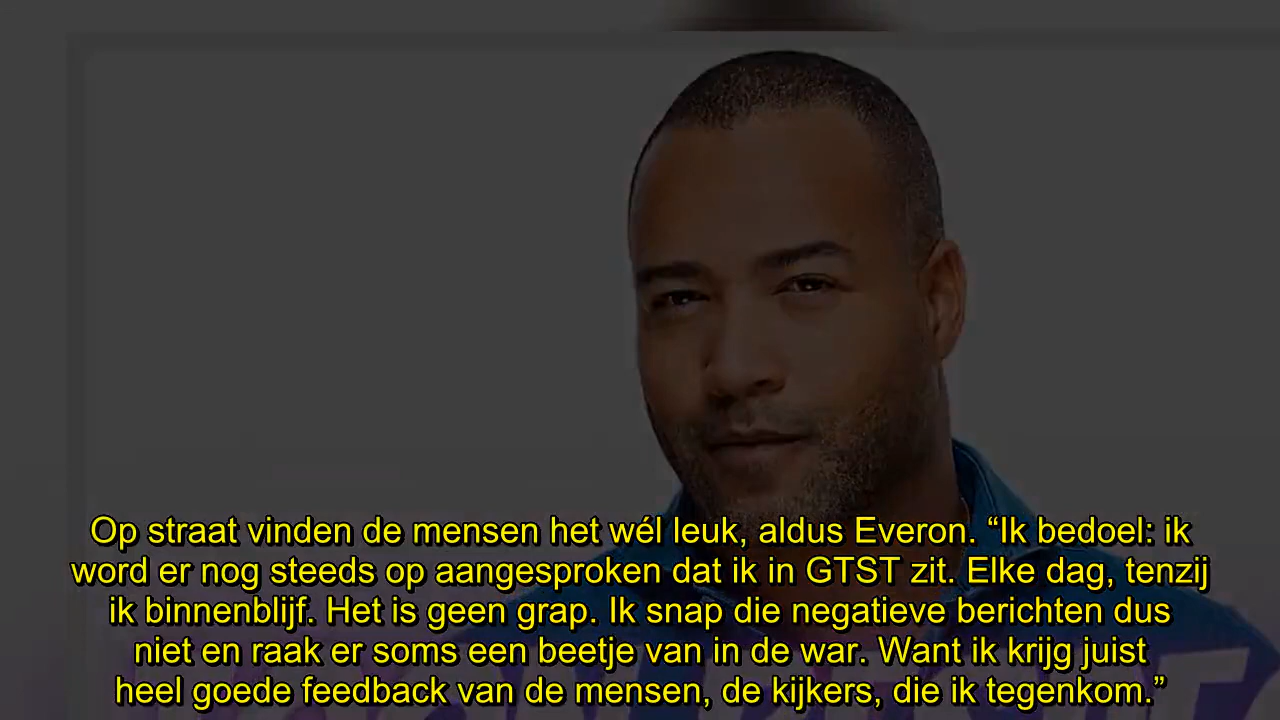 Op straat vinden de mensen het wél leuk, aldus Everon. “Ik bedoel: ik
word er nog steeds op aangesproken dat ik in GTST zit. Elke dag, tenzij
ik binnenblijf. Het is geen grap. Ik snap die negatieve berichten dus
niet en raak er soms een beetje van in de war. Want ik krijg juist
heel goede feedback van de mensen, de kijkers, die ik tegenkom.”